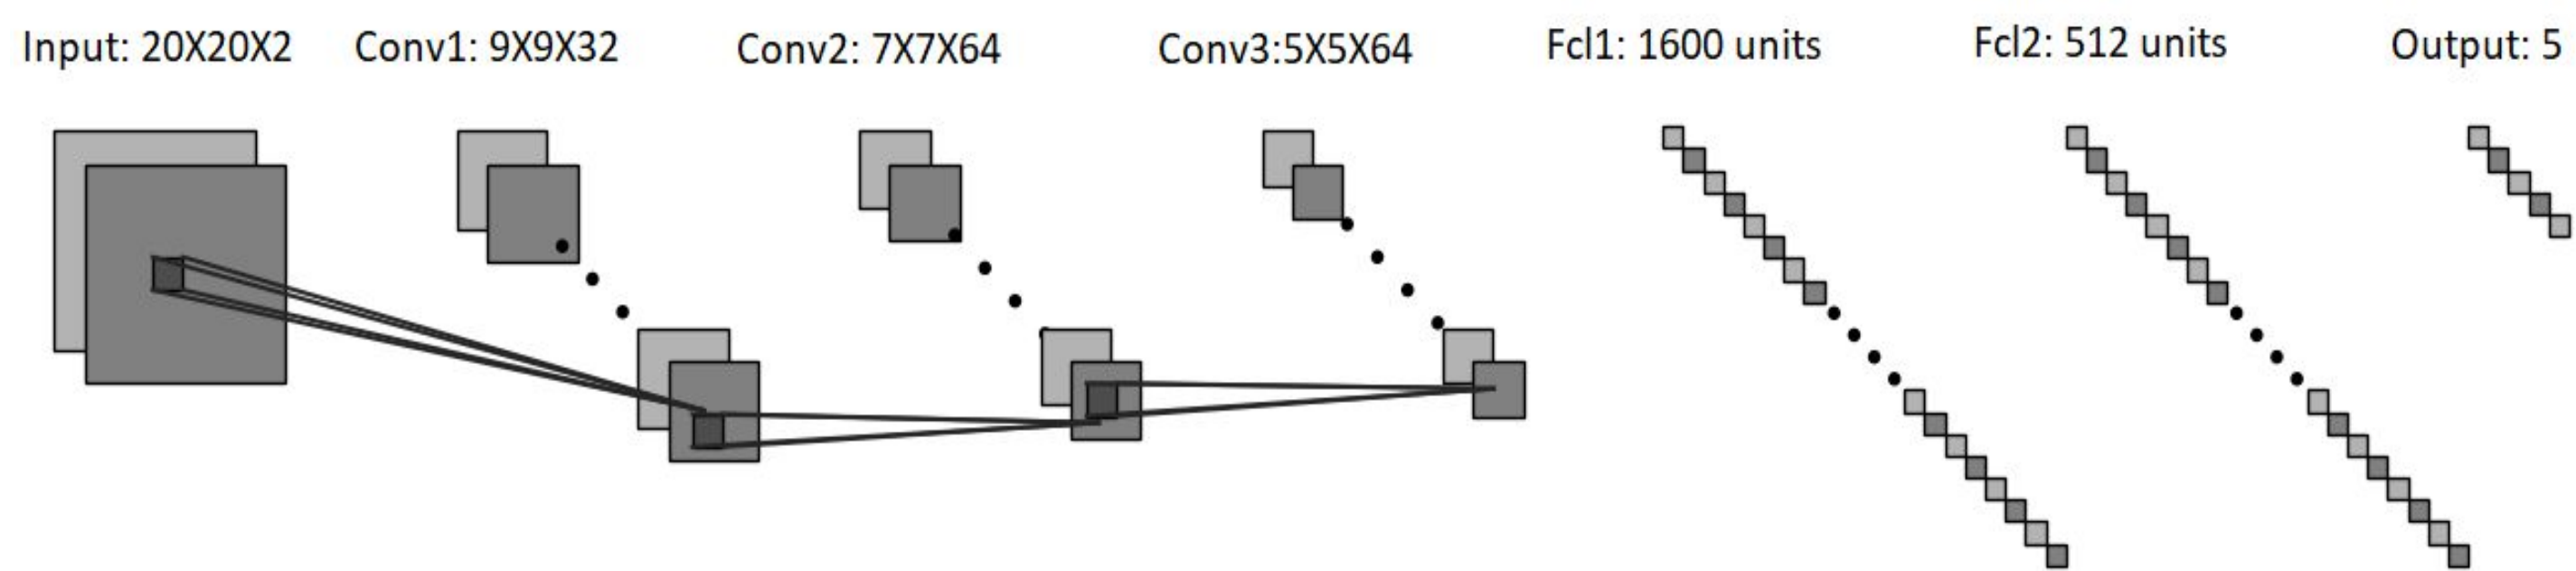 Input: 20X20X2
Conv1: 9X9X32
Conv2: 7X7X64
Conv3:5X5X64
Fcl1: 1600 units
Fcl2: 512 units
Output: 5